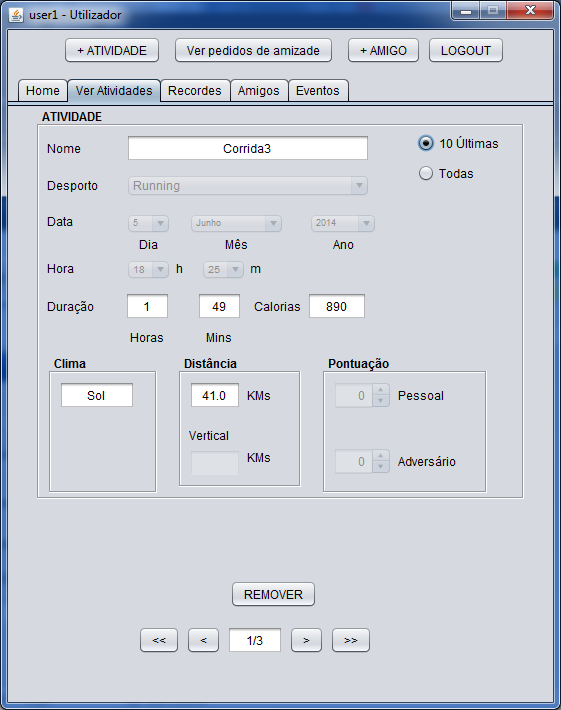 user1 - Utilizador
+ ATIVIDADE Ver pedidos de amizade + AMIGO LOGOUT
Home Ver Atividades Recordes Amigos Eventos
ATIVIDADE
Nome Corrida3 10 Últimas
Desporto Running Todas
Data 5 Junho 2014
Dia Mês Ano
Hora 18 h 25 m
Duração 1 49 Calorias 890
Horas Mins
Clima Distância Pontuação
Sol 41.0 KMs 0 Pessoal
Vertical
KMs 0 Adversário
REMOVER
<< < 1/3 > >>